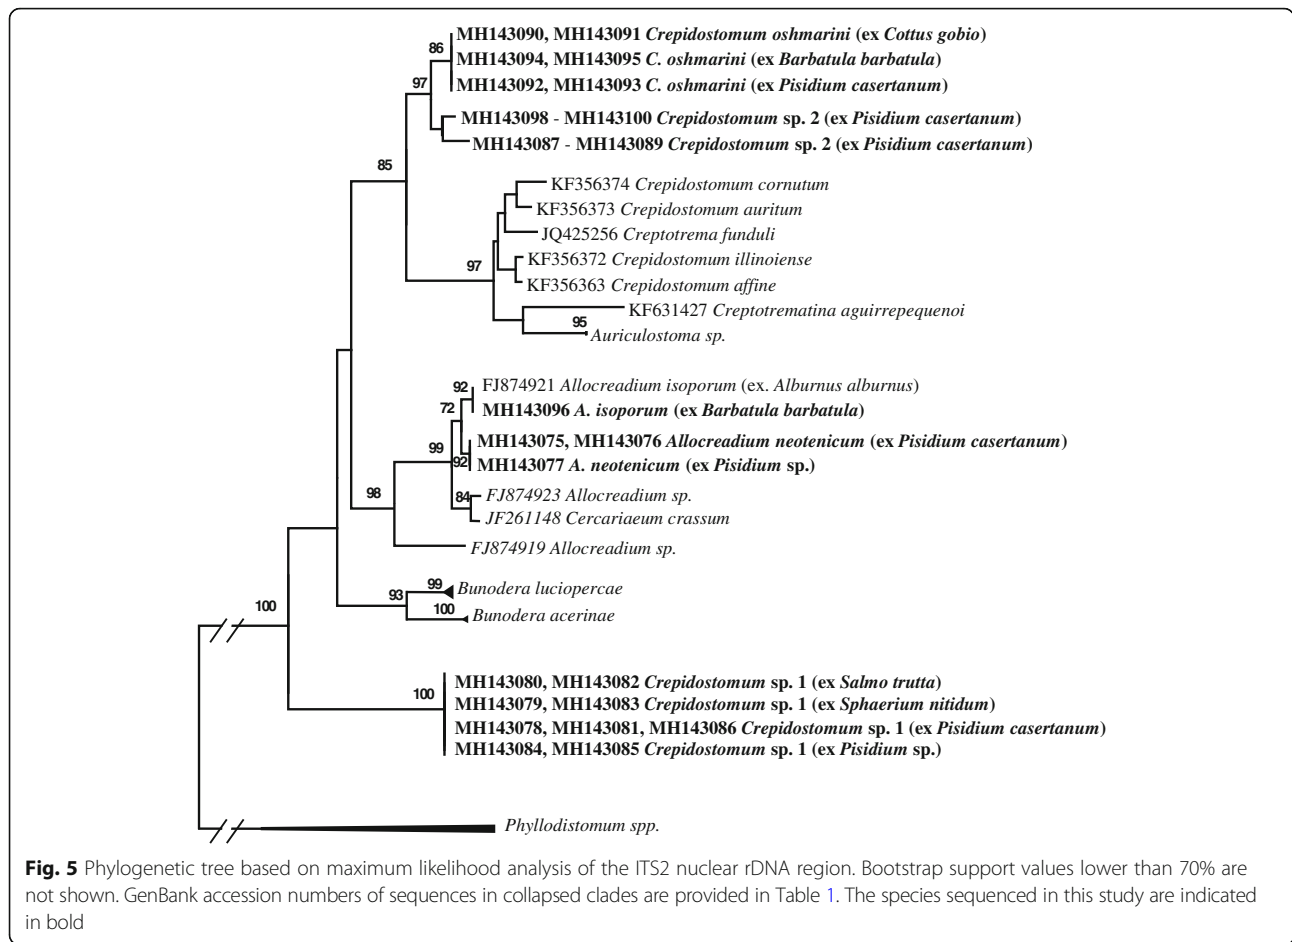 MH143090, MH143091 Crepidostomum oshmarini (ex Cottus gobio)
86
MH143094, MH143095 C. oshmarini (ex Barbatula barbatula)
97
MH143092, MH143093 C. oshmarini (ex Pisidium casertanum)
MH143098 - MH143100 Crepidostomum sp. 2 (ex Pisidium casertanum)
MH143087 - MH143089 Crepidostomum sp. 2 (ex Pisidium casertanum)
85
KF356374 Crepidostomum cornutum
KF356373 Crepidostomum auritum
JQ425256 Creptotrema funduli
97
KF356372 Crepidostomum illinoiense
KF356363 Crepidostomum affine
KF631427 Creptotrematina aguirrepequenoi
95
Auriculostoma sp.
92
FJ874921 Allocreadium isoporum (ex. Alburnus alburnus)
72
MH143096 A. isoporum (ex Barbatula barbatula)
99
MH143075, MH143076 Allocreadium neotenicum (ex Pisidium casertanum)
92
MH143077 A. neotenicum (ex Pisidium sp.)
98
84
FJ874923 Allocreadium sp.
JF261148 Cercariaeum crassum
FJ874919 Allocreadium sp.
99
Bunodera luciopercae
93
100
Bunodera acerinae
100
MH143080, MH143082 Crepidostomum sp. 1 (ex Salmo trutta)
100
MH143079, MH143083 Crepidostomum sp. 1 (ex Sphaerium nitidum)
MH143078, MH143081, MH143086 Crepidostomum sp. 1 (ex Pisidium casertanum)
MH143084, MH143085 Crepidostomum sp. 1 (ex Pisidium sp.)
Phyllodistomum spp.
Fig. 5 Phylogenetic tree based on maximum likelihood analysis of the ITS2 nuclear rDNA region. Bootstrap support values lower than 70% are
not shown. GenBank accession numbers of sequences in collapsed clades are provided in Table 1. The species sequenced in this study are indicated
in bold